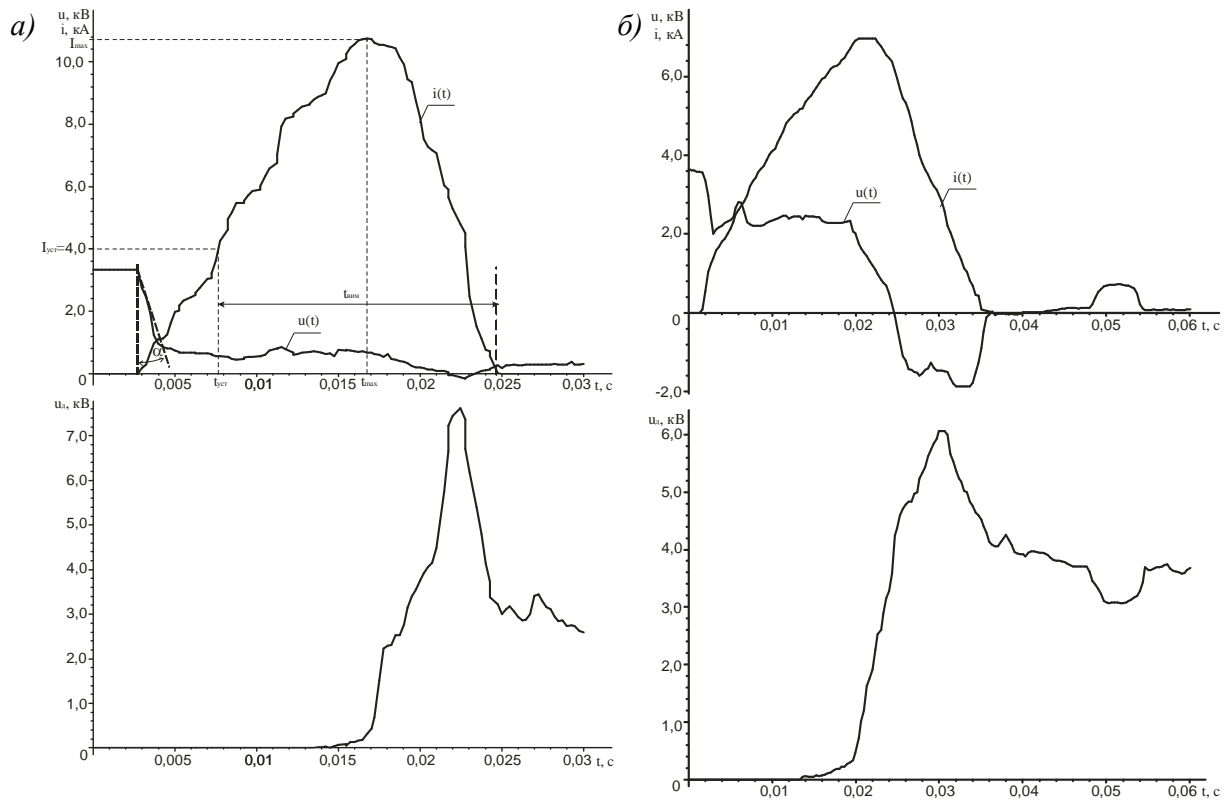 а)
u, кВ
i, кА
Imax
10,0
8,0
6,0
Iуст=4,0
2,0
0
i(t)
tвим
u(t)
α
0,005
tуст
0,01
0,015
tmax
0,02
0,025
0,03 t, с
uд, кВ
7,0
6,0
5,0
4,0
3,0
2,0
1,0
0
0,005
0,01
0,015
0,02
0,025
0,03 t, с
б)
u, кВ
i, кА
6,0
4,0
2,0
0
-2,0
u(t)
i(t)
0,01
0,02
0,03
0,04
0,05
0,06
t, с
uд, кВ
6,0
5,0
4,0
3,0
2,0
1,0
0
0,01
0,02
0,03
0,04
0,05
0,06 t, с